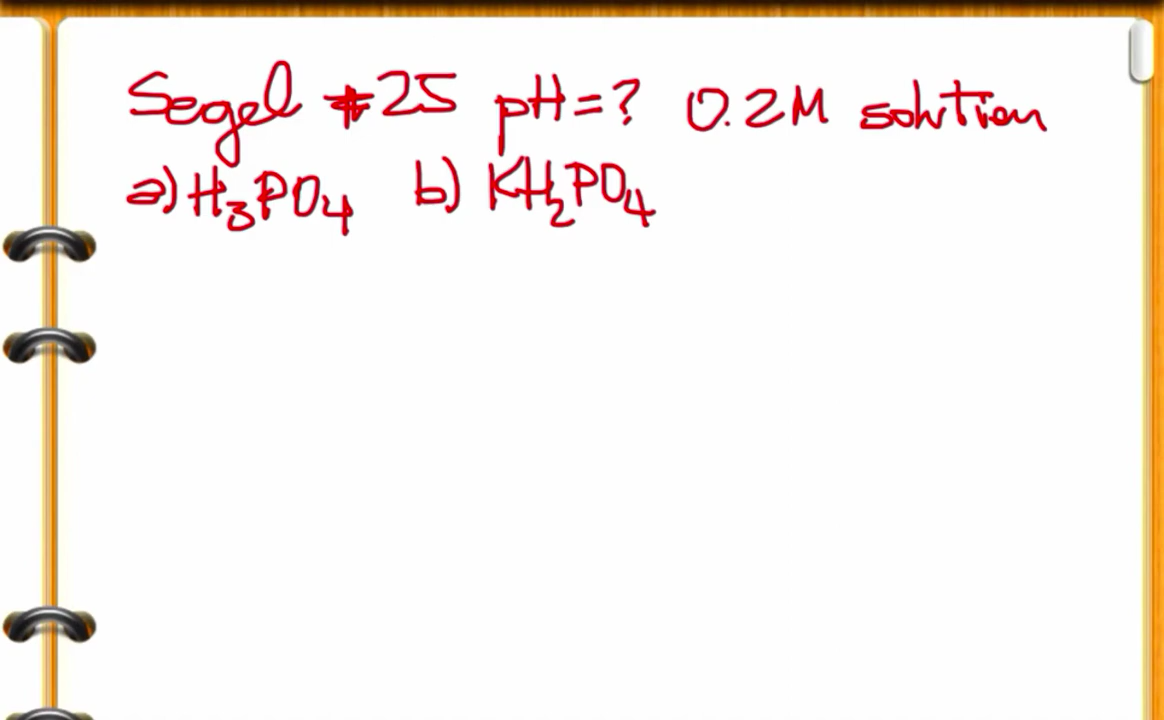 Segel #25 pH=? 0.2M solution
a) H₃PO₄ b) KH₂PO₄